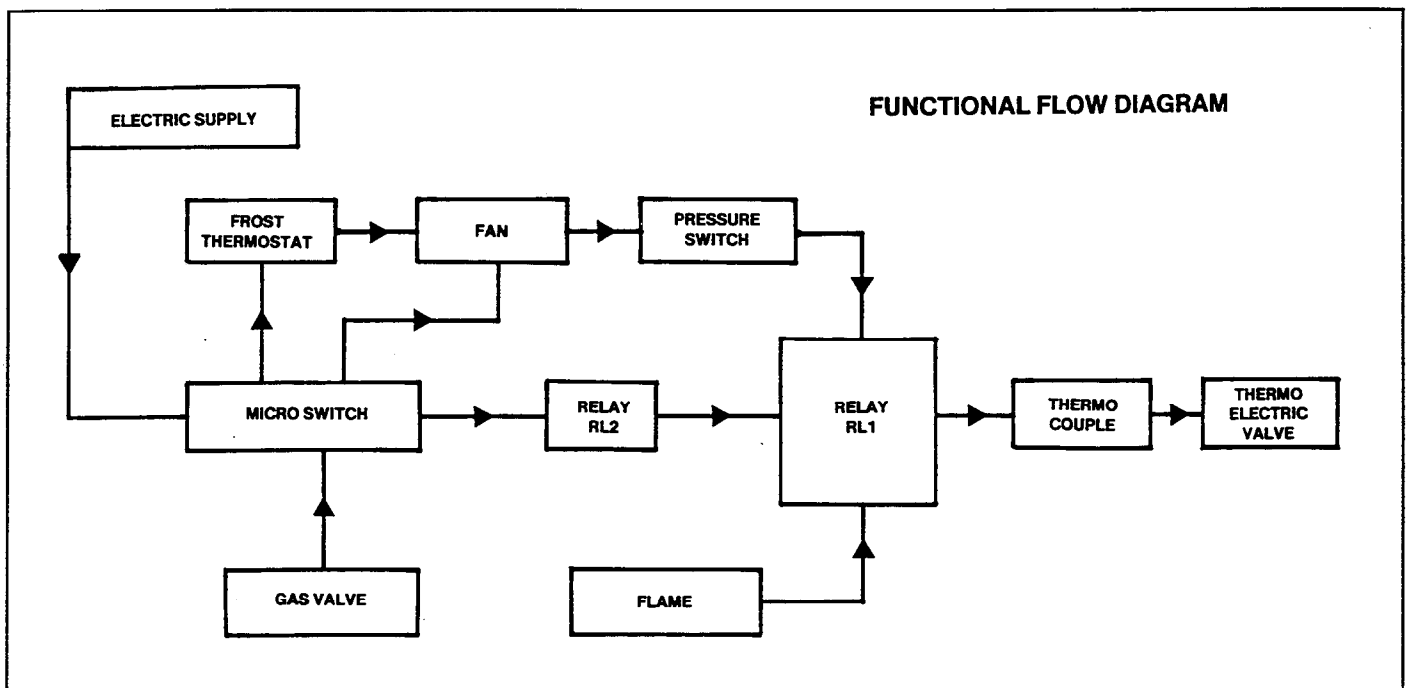 FUNCTIONAL FLOW DIAGRAM
ELECTRIC SUPPLY
FROST
THERMOSTAT
FAN
PRESSURE
SWITCH
MICRO SWITCH
RELAY
RL2
RELAY
RL1
THERMO
COUPLE
THERMO
ELECTRIC
VALVE
GAS VALVE
FLAME